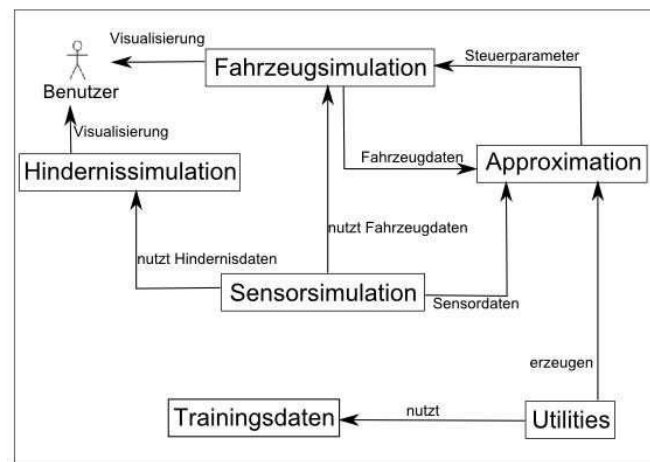 Visualisierung
Steuerparameter
Fahrzeugsimulation
Benutzer
Visualisierung
Fahrzeugdaten
Approximation
Hindernissimulation
nutzt Fahrzeugdaten
nutzt Hindernisdaten
Sensorsimulation
Sensordaten
erzeugen
Trainingsdaten
nutzt
Utilities